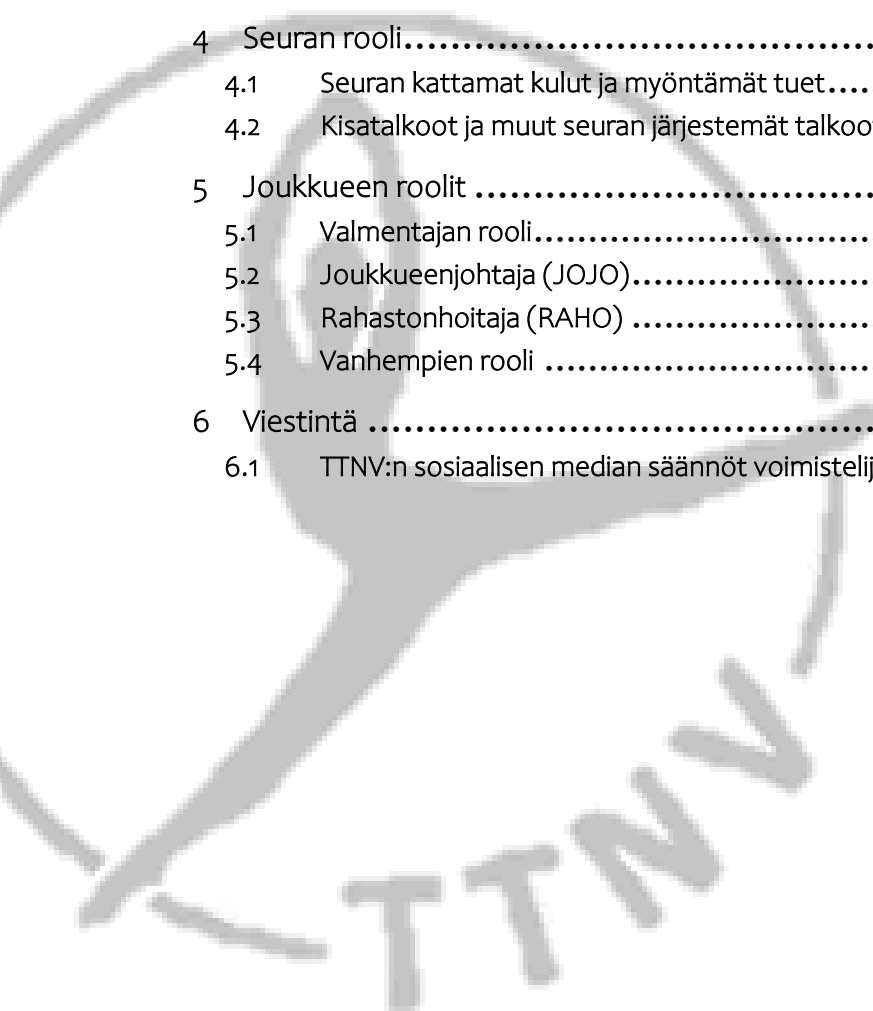 4 Seuran rooli
4.1 Seuran kattamat kulut ja myöntämät tuet
4.2 Kisatalkoot ja muut seuran järjestemät
5 Joukkueen roolit
5.1 Valmentajan rooli
5.2 Joukkueenjohtaja (JOJO)
5.3 Rahastonhoitaja (RAHO)
5.4 Vanhempien rooli
6 Viestintä
6.1 TTNV:n sosiaalisen median säännöt
TTNV